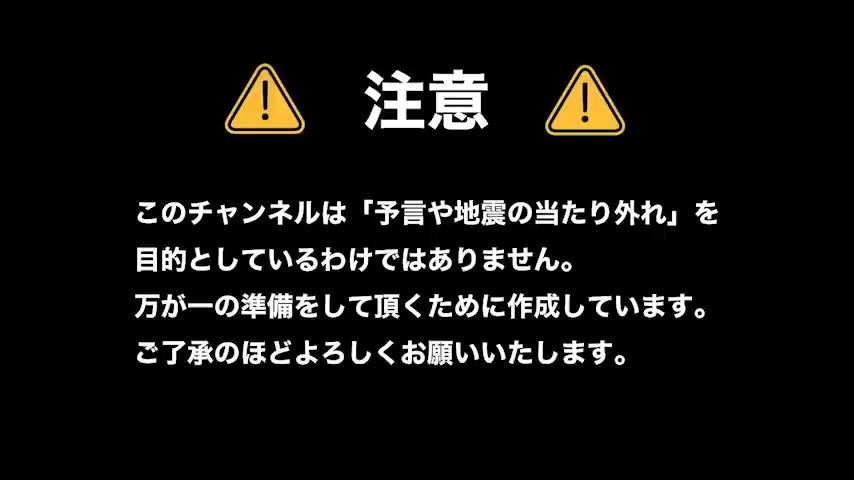 注意
このチャンネルは「予言や地震の当たり外れ」を
目的としているわけではありません。
万が一の準備をして頂くために作成しています。
ご了承のほどよろしくお願いいたします。